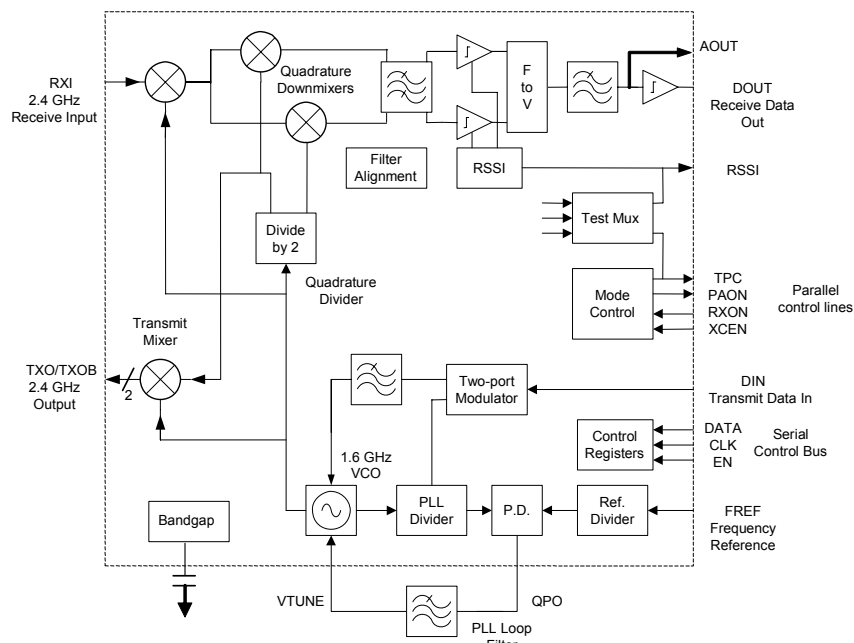 RXI
2.4 GHz
Receive Input
Quadrature
Downmixers
F
to
V
AOUT
DOUT
Receive Data
Out
Filter
Alignment
RSSI
RSSI
Test Mux
Divide
by 2
Quadrature
Divider
Mode
Control
TPC
PAON
RXON
XCEN
Parallel
control lines
Transmit
Mixer
TXO/TXOB
2.4 GHz
Output
2
Two-port
Modulator
DIN
Transmit Data In
Control
Registers
DATA
CLK
EN
Serial
Control Bus
1.6 GHz
VCO
PLL
Divider
P.D.
Ref.
Divider
FREF
Frequency
Reference
Bandgap
VTUNE
QPO
PLL Loop
Filter